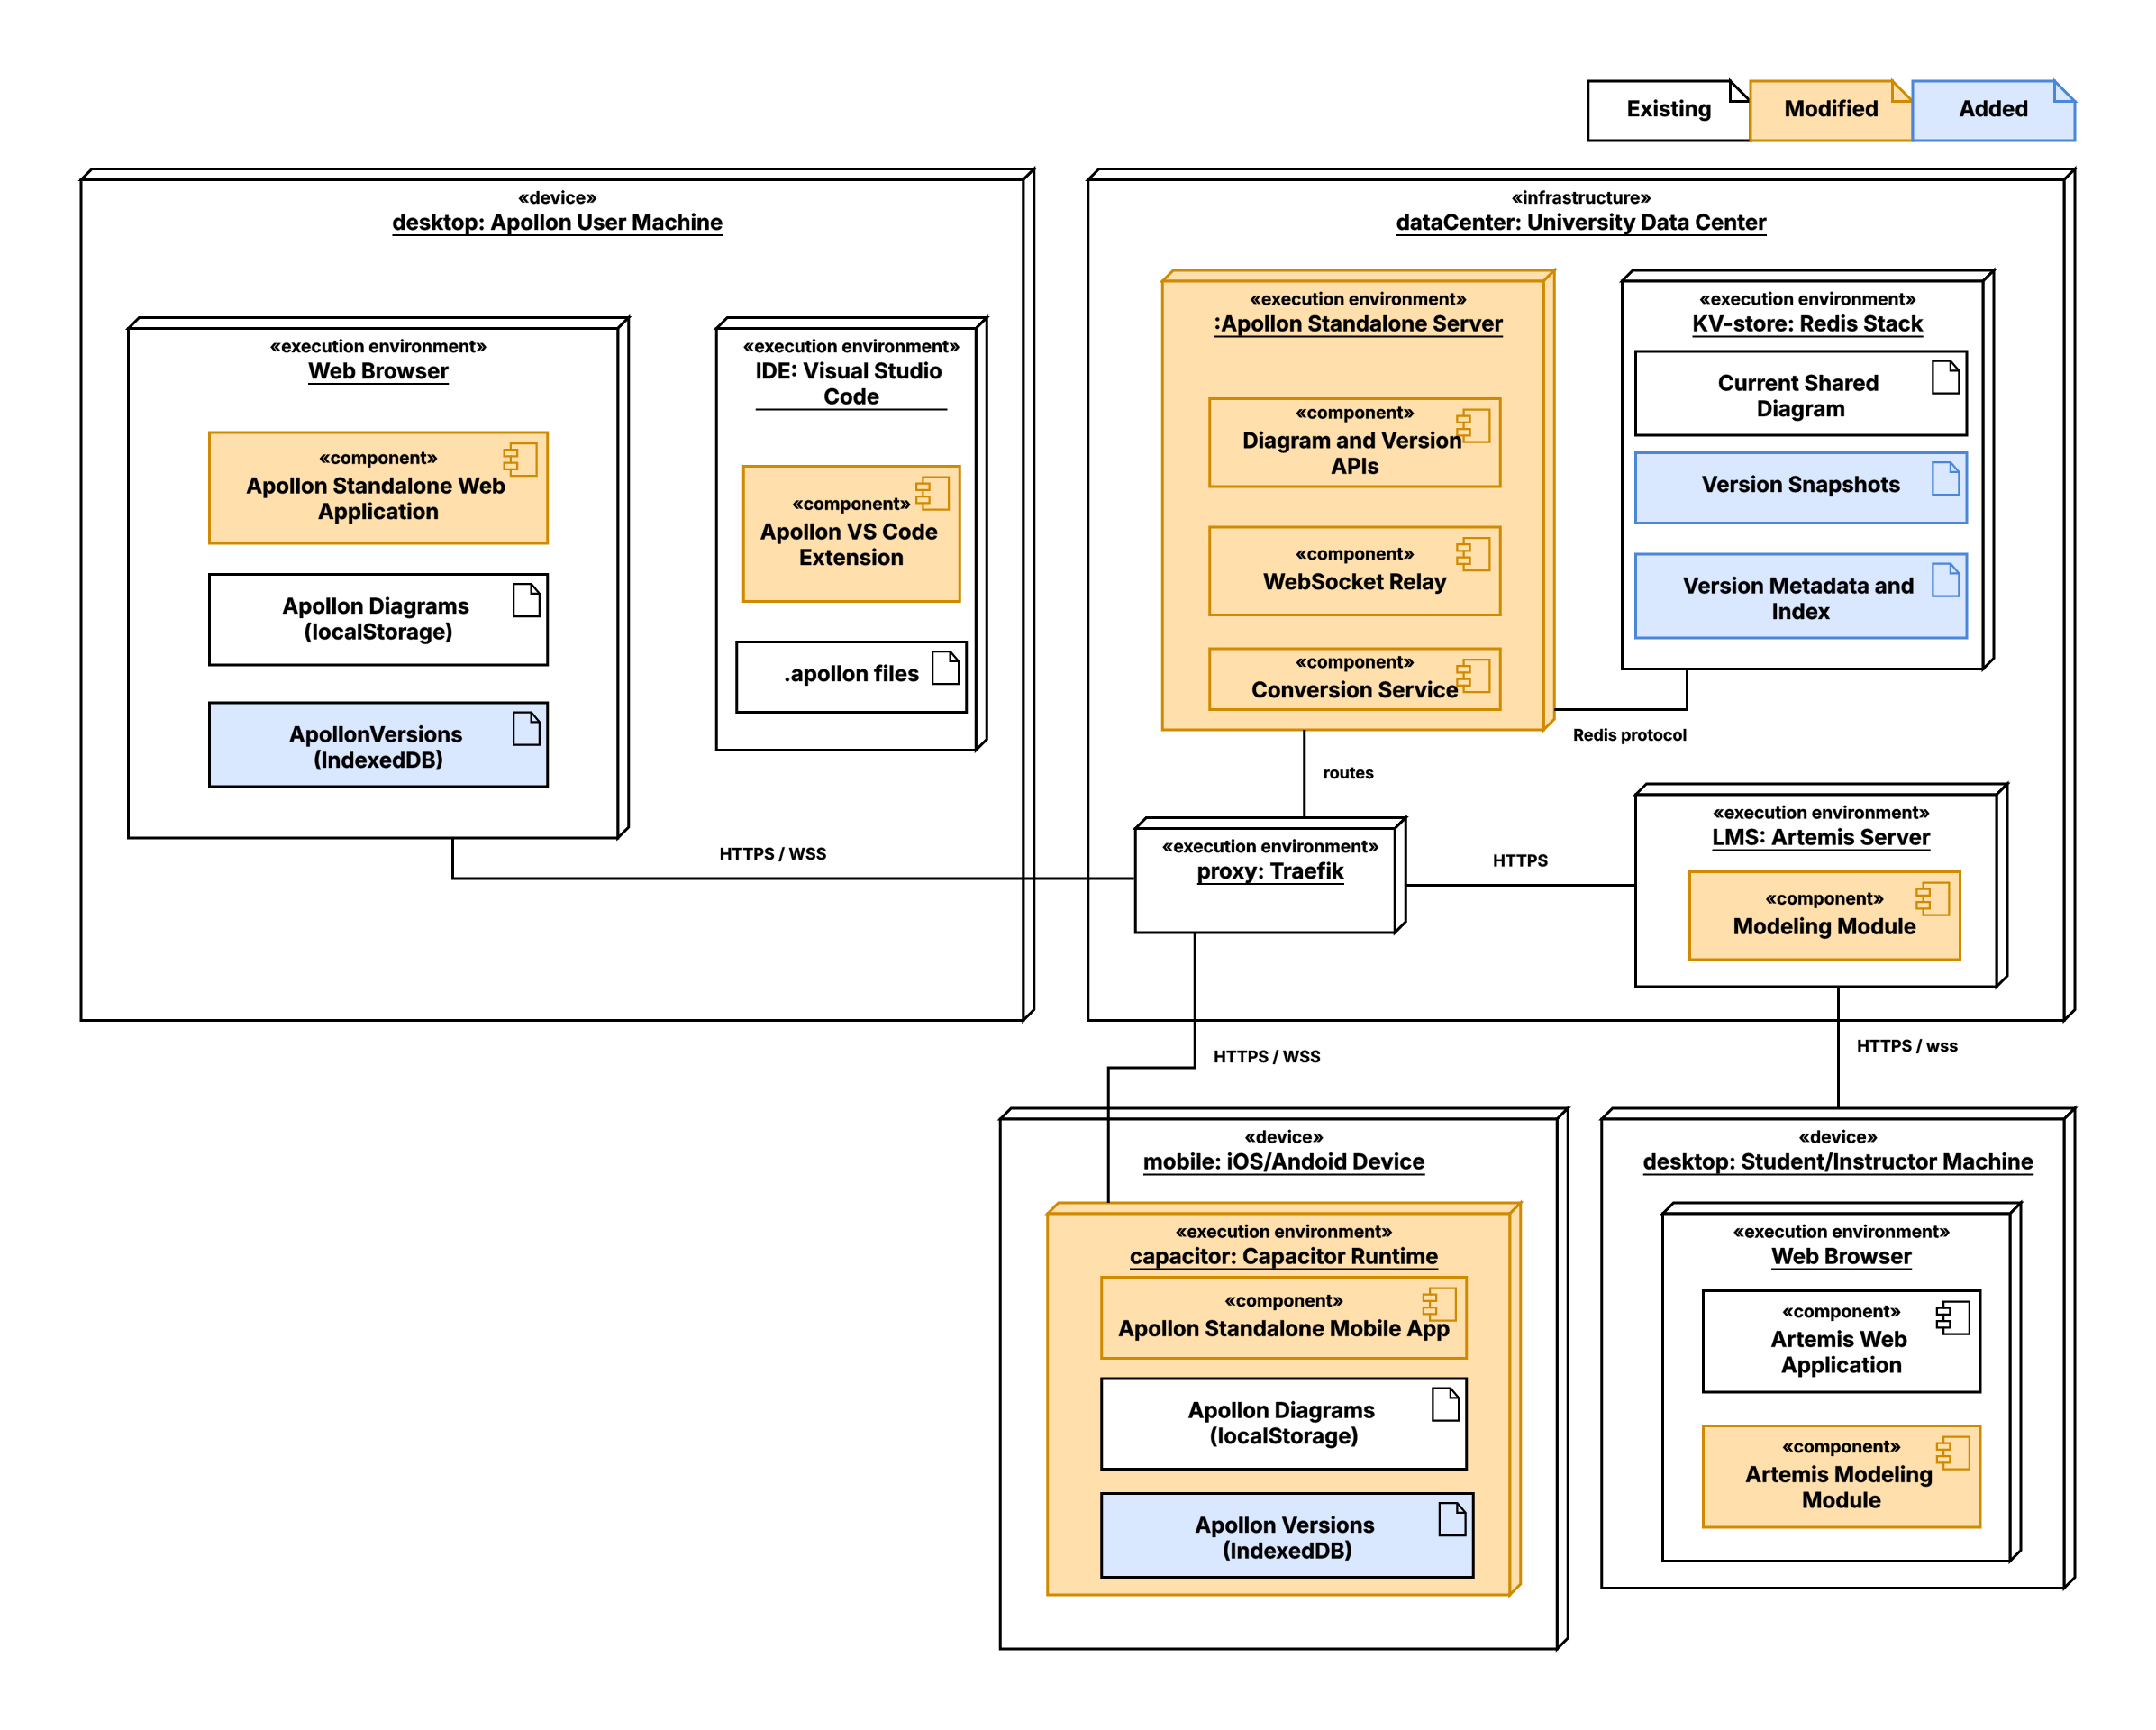 Existing
Modified
Added
«device»
desktop: Apollon User Machine
«execution environment»
Web Browser
«component»
Apollon Standalone Web
Application
Apollon Diagrams
(localStorage)
ApollonVersions
(IndexedDB)
«execution environment»
IDE: Visual Studio
Code
«component»
Apollon VS Code
Extension
.apollon files
HTTPS / WSS
«infrastructure»
dataCenter: University Data Center
«execution environment»
:Apollon Standalone Server
«component»
Diagram and Version
APIs
«component»
WebSocket Relay
«component»
Conversion Service
«execution environment»
KV-store: Redis Stack
Current Shared
Diagram
Version Snapshots
Version Metadata and
Index
Redis protocol
routes
«execution environment»
proxy: Traefik
HTTPS
«execution environment»
LMS: Artemis Server
«component»
Modeling Module
HTTPS / WSS
HTTPS / wss
«device»
mobile: iOS/Andoid Device
«execution environment»
capacitor: Capacitor Runtime
«component»
Apollon Standalone Mobile App
Apollon Diagrams
(localStorage)
Apollon Versions
(IndexedDB)
«device»
desktop: Student/Instructor Machine
«execution environment»
Web Browser
«component»
Artemis Web
Application
«component»
Artemis Modeling
Module